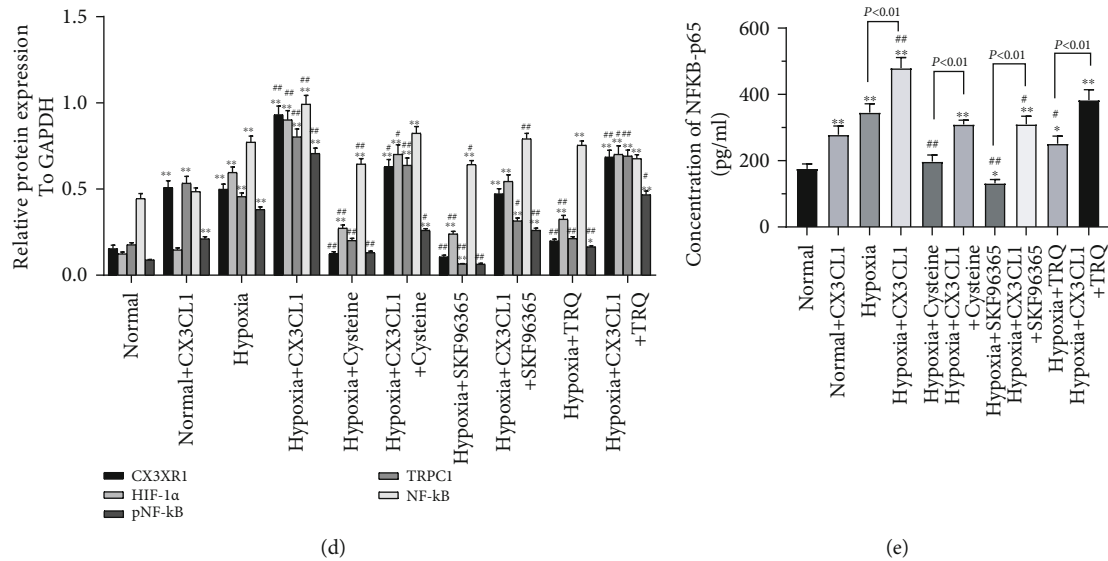 Relative protein expression
To GAPDH
1.5
1.0
0.5
0.0
## ## ## ##
** ** ** ** **
Normal
Normal+CX3CL1
Hypoxia
Hypoxia+CX3CL1
Hypoxia+Cysteine
Hypoxia+CX3CL1
+Cysteine
Hypoxia+SKF96365
Hypoxia+CX3CL1
+SKF96365
Hypoxia+TRQ
Hypoxia+CX3CL1
+TRQ
CX3XR1
HIF-1α
pNF-kB
TRPC1
NF-kB
(d)
Concentration of NFKB-p65
(pg/ml)
600
400
200
0
P<0.01
P<0.01
P<0.01
P<0.01
**
**
##
**
##
**
##
*
#
**
#
*
**
Normal
Normal+CX3CL1
Hypoxia
Hypoxia+CX3CL1
Hypoxia+Cysteine
Hypoxia+CX3CL1
+Cysteine
Hypoxia+SKF96365
Hypoxia+CX3CL1
+SKF96365
Hypoxia+TRQ
Hypoxia+CX3CL1
+TRQ
(e)